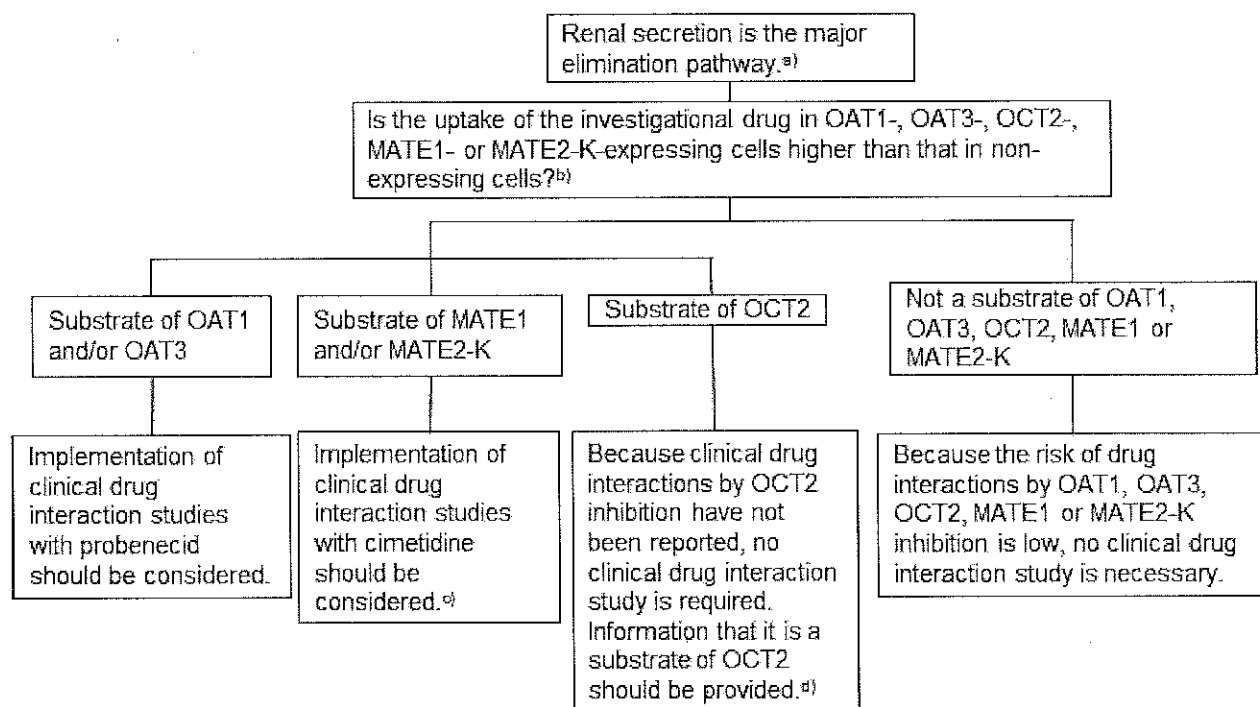 Renal secretion is the major
elimination pathway.a)
Is the uptake of the investigational drug in OAT1-, OAT3-, OCT2-,
MATE1- or MATE2-K-expressing cells higher than that in non-
expressing cells?b)
Substrate of OAT1
and/or OAT3
Substrate of MATE1
and/or MATE2-K
Substrate of OCT2
Not a substrate of OAT1,
OAT3, OCT2, MATE1 or
MATE2-K
Implementation of
clinical drug
interaction studies
with probenecid
should be considered.
Implementation of
clinical drug
interaction studies
with cimetidine
should be
considered.c)
Because clinical drug
interactions by OCT2
inhibition have not
been reported, no
clinical drug interaction
study is required.
Information that it is a
substrate of OCT2
should be provided.d)
Because the risk of drug
interactions by OAT1, OAT3,
OCT2, MATE1 or MATE2-K
inhibition is low, no clinical drug
interaction study is necessary.